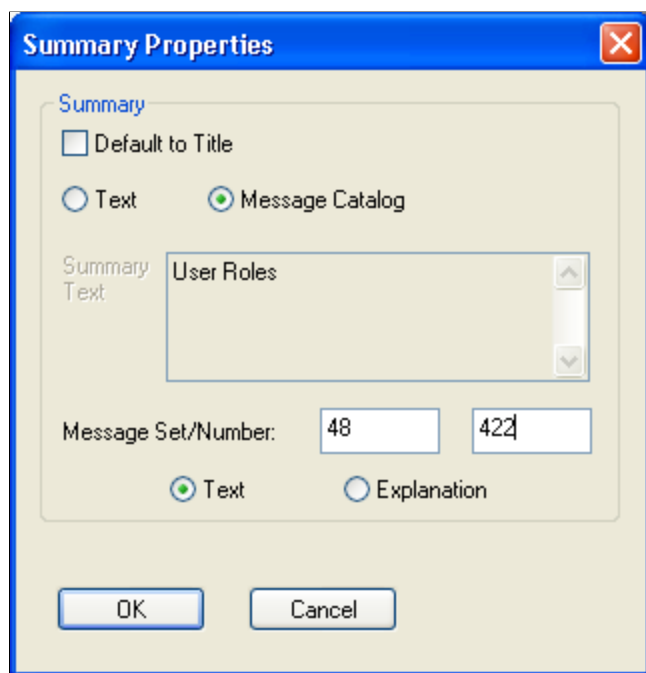 Summary Properties
Summary
Default to Title
Text Message Catalog
Summary
Text
User Roles
Message Set/Number: 48 422
Text Explanation
OK Cancel